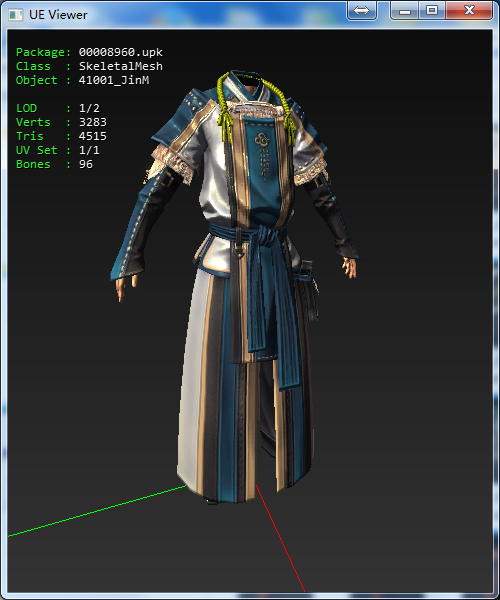 UE Viewer
Package: 00008960.upk
Class : SkeletalMesh
Object : 41001_JinM
LOD : 1/2
Verts : 3283
Tris : 4515
UV Set : 1/1
Bones : 96